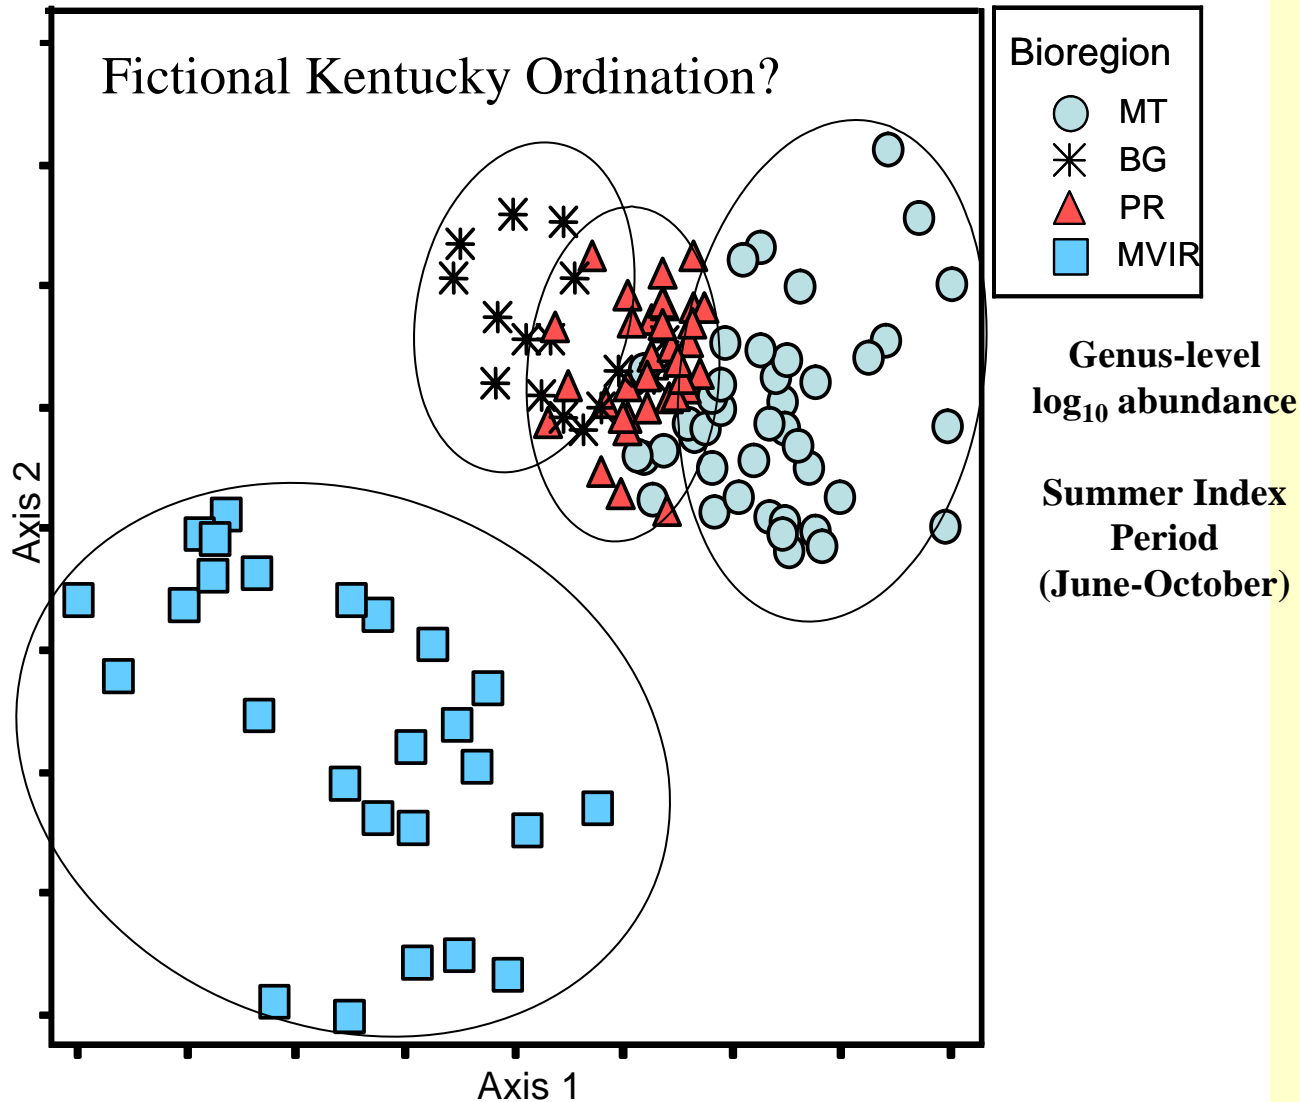 Fictional Kentucky Ordination?
Bioregion
MT
BG
PR
MVIR
Genus-level
log10 abundance
Summer Index
Period
(June-October)
Axis 2
Axis 1